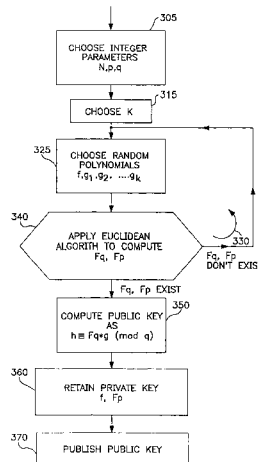 305
CHOOSE INTEGER
PARAMETERS
N,p,q
315
CHOOSE K
325
CHOOSE RANDOM
POLYNOMIALS
f,g1,g2, ...gk
340
APPLY EUCLIDEAN
ALGORITH TO COMPUTE
Fq, Fp
330
Fq, Fp
DON'T EXIS
Fq, Fp EXIST
350
COMPUTE PUBLIC KEY
AS
h≡ Fq*g (mod q)
360
RETAIN PRIVATE KEY
f, Fp
370
PUBLISH PUBLIC KEY